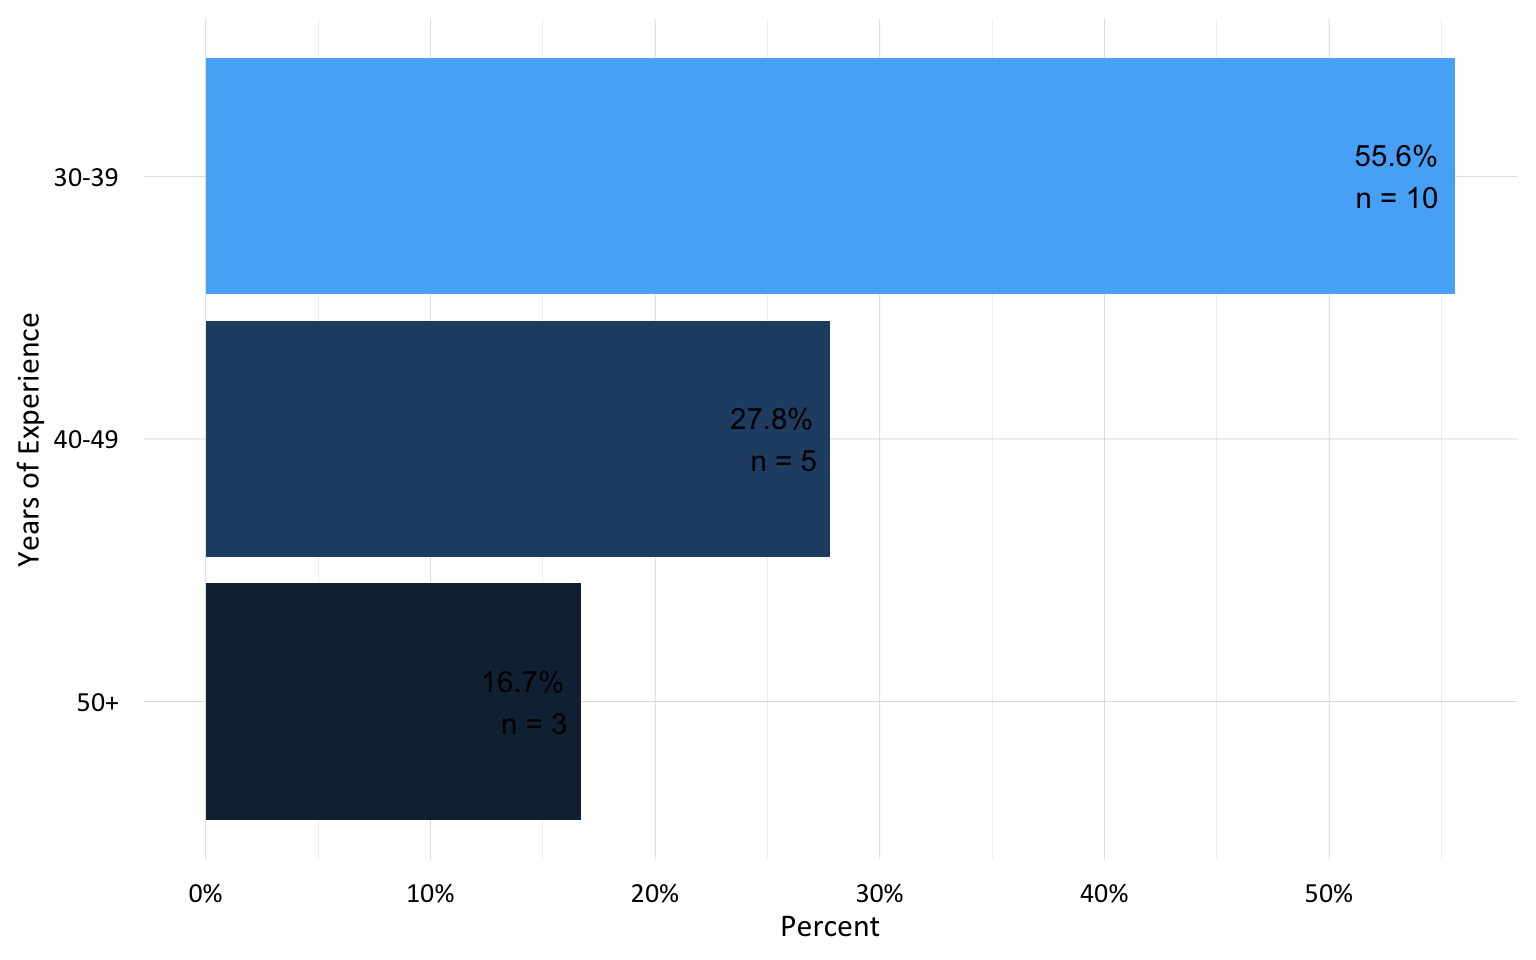 55.6%
n = 10
30-39
27.8%
n = 5
40-49
16.7%
n = 3
50+
Years of Experience
0% 10% 20% 30% 40% 50%
Percent